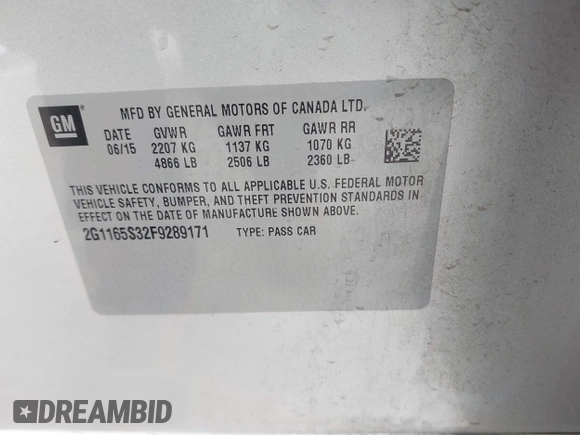 GM
MFD BY GENERAL MOTORS OF CANADA LTD.
DATE GVWR GAWR FRT GAWR RR
06/15 2207 KG 1137 KG 1070 KG
4866 LB 2506 LB 2360 LB
THIS VEHICLE CONFORMS TO ALL APPLICABLE U.S. FEDERAL MOTOR
VEHICLE SAFETY, BUMPER, AND THEFT PREVENTION STANDARDS IN
EFFECT ON THE DATE OF MANUFACTURE SHOWN ABOVE.
2G1165S32F9289171 TYPE: PASS CAR
DREAMBID